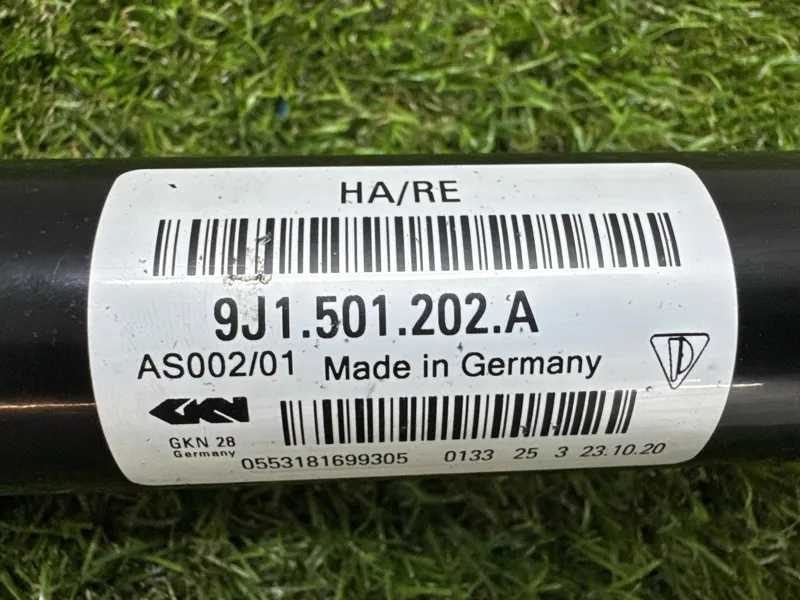 HA/RE
9J1.501.202.A
AS002/01 Made in Germany
GKN
GKN 28
Germany
0553181699305 0133 25 3 23.10.20